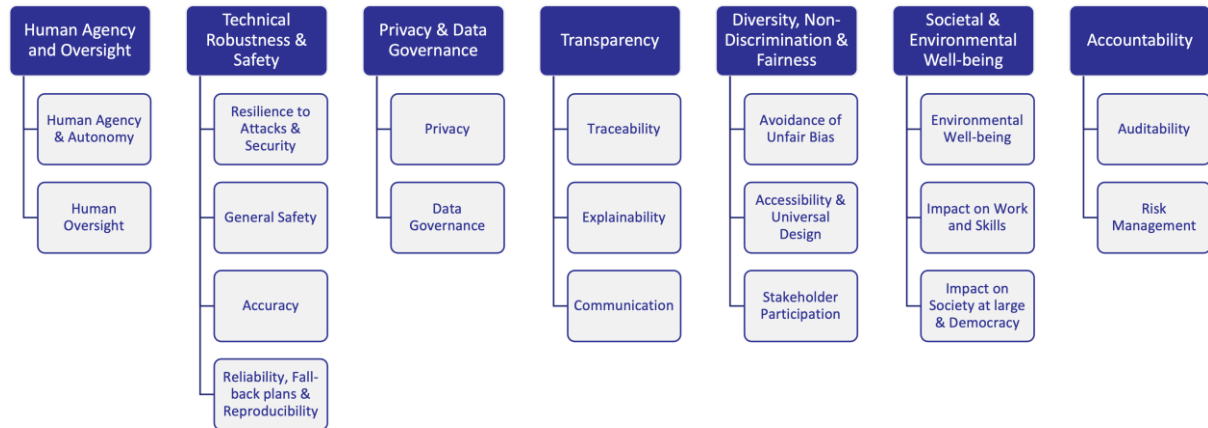 Human Agency
and Oversight
Human Agency
& Autonomy
Human
Oversight
Technical
Robustness &
Safety
Resilience to
Attacks &
Security
General Safety
Accuracy
Reliability, Fall-
back plans &
Reproducibility
Privacy & Data
Governance
Privacy
Data
Governance
Transparency
Traceability
Explainability
Communication
Diversity, Non-
Discrimination &
Fairness
Avoidance of
Unfair Bias
Accessibility &
Universal
Design
Stakeholder
Participation
Societal &
Environmental
Well-being
Environmental
Well-being
Impact on Work
and Skills
Impact on
Society at large
& Democracy
Accountability
Auditability
Risk
Management